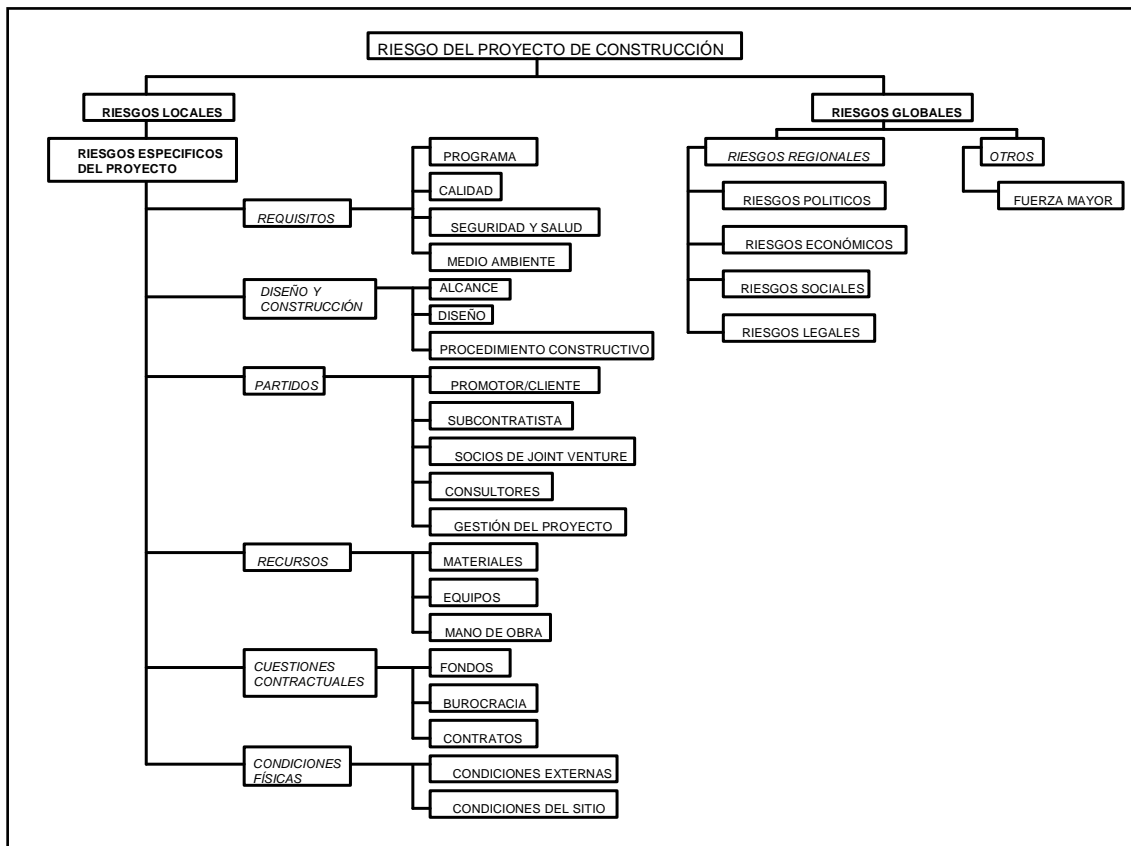 RIESGO DEL PROYECTO DE CONSTRUCCIÓN
RIESGOS LOCALES
RIESGOS ESPECIFICOS
DEL PROYECTO
REQUISITOS
PROGRAMA
CALIDAD
SEGURIDAD Y SALUD
MEDIO AMBIENTE
DISEÑO Y
CONSTRUCCIÓN
ALCANCE
DISEÑO
PROCEDIMIENTO CONSTRUCTIVO
PARTIDOS
PROMOTOR/CLIENTE
SUBCONTRATISTA
SOCIOS DE JOINT VENTURE
CONSULTORES
GESTIÓN DEL PROYECTO
RECURSOS
MATERIALES
EQUIPOS
MANO DE OBRA
CUESTIONES
CONTRACTUALES
FONDOS
BUROCRACIA
CONTRATOS
CONDICIONES
FÍSICAS
CONDICIONES EXTERNAS
CONDICIONES DEL SITIO
RIESGOS GLOBALES
RIESGOS REGIONALES
RIESGOS POLITICOS
RIESGOS ECONÓMICOS
RIESGOS SOCIALES
RIESGOS LEGALES
OTROS
FUERZA MAYOR